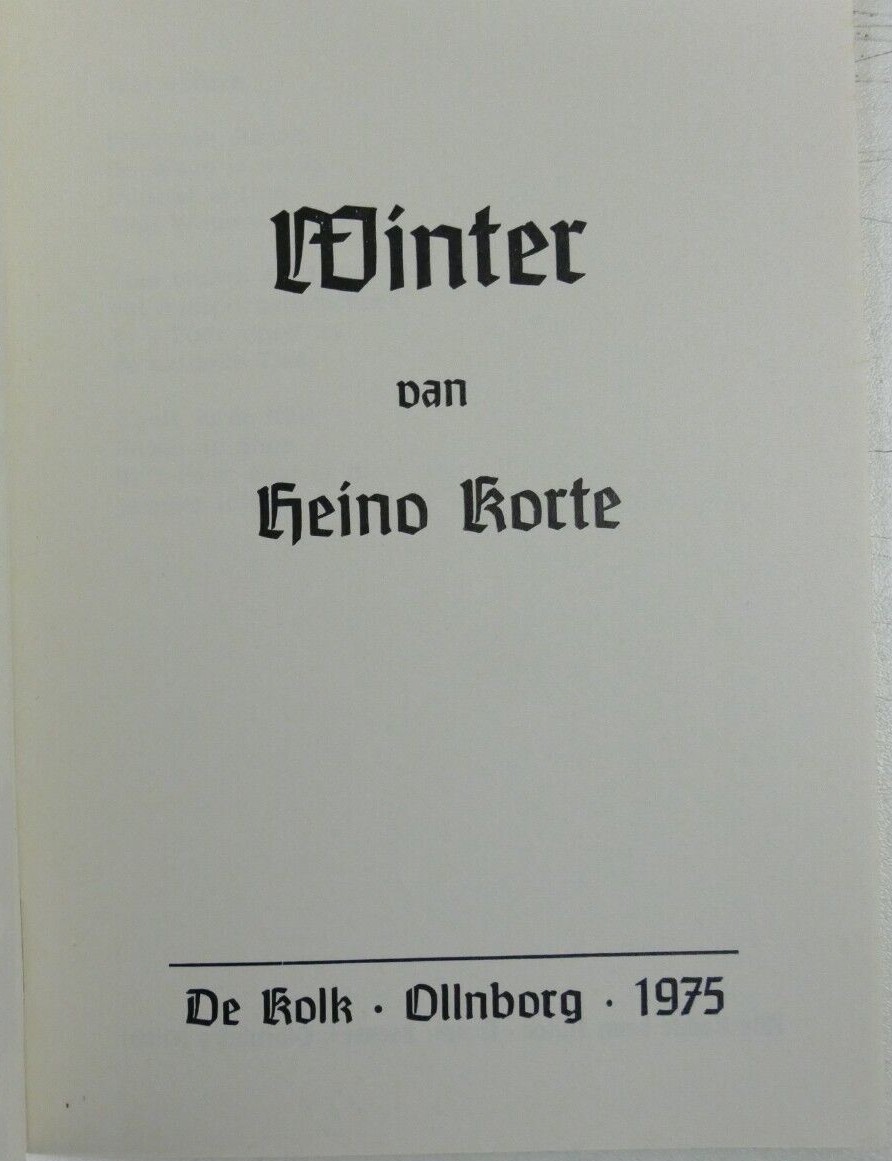 Winter
van
Heino Korte
De Kolk · Ollnborg · 1975